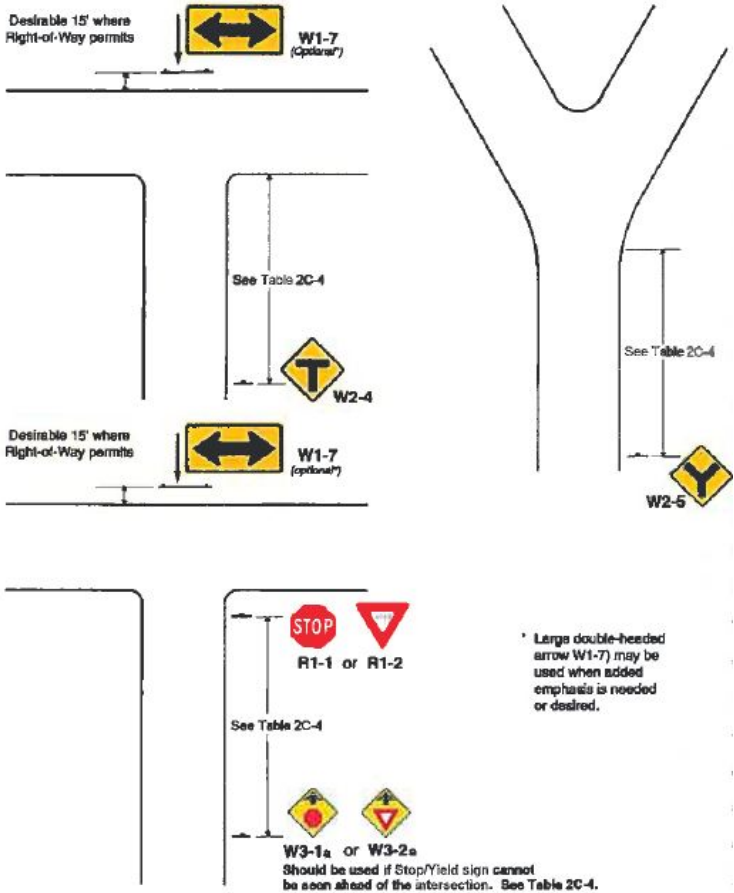 Desirable 15' where
Right-of-Way permits
W1-7
(Optional*)
See Table 2C-4
W2-4
See Table 2C-4
W2-5
Desirable 15' where
Right-of-Way permits
W1-7
(optional*)
STOP
R1-1 or R1-2
See Table 2C-4
W3-1a or W3-2a
Should be used if Stop/Yield sign cannot
be seen ahead of the intersection. See Table 2C-4.
* Large double-headed
arrow W1-7) may be
used when added
emphasis is needed
or desired.